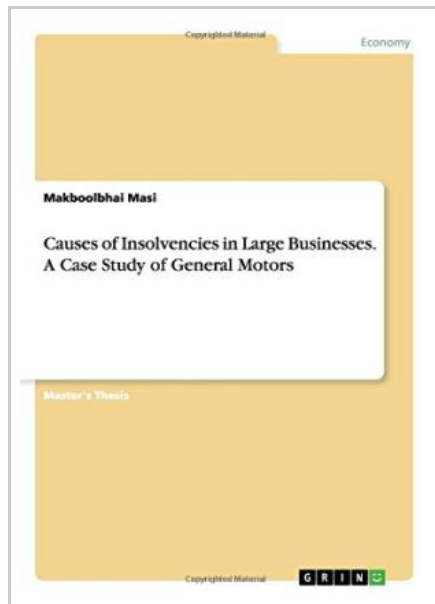 Copyrighted Material
Economy
Makboolbhai Masi
Causes of Insolvencies in Large Businesses.
A Case Study of General Motors
Master's Thesis
Copyrighted Material
GRIN